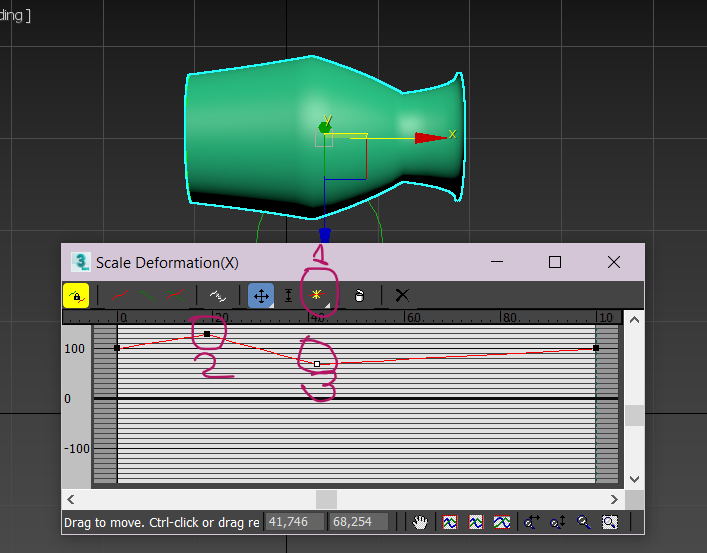 ding ]
y
x
1
3
Scale Deformation(X)
0 20 40 60 80 10
100
0
-100
2
3
Drag to move. Ctrl-click or drag re 41,746 68,254